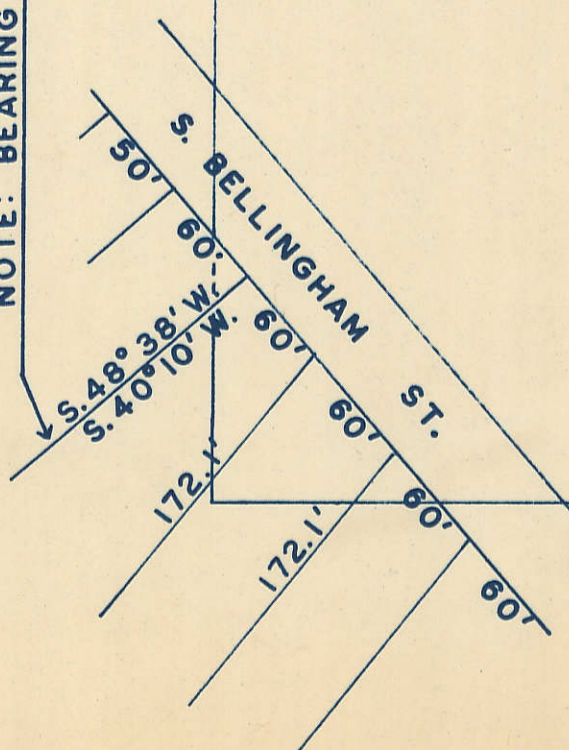 NOTE: BEARING
S. BELLINGHAM ST.
50'
60'
S. 48° 38' W.
S. 40° 10' W.
60'
60'
172.1'
60'
172.1'
60'